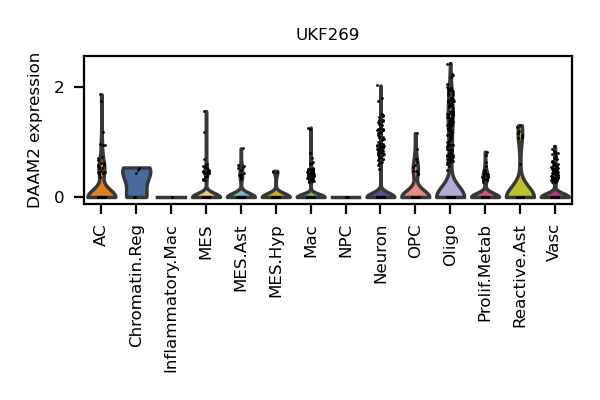 UKF269
DAAM2 expression
2
0
AC
Chromatin.Reg
Inflammatory.Mac
MES
MES.Ast
MES.Hyp
Mac
NPC
Neuron
OPC
Oligo
Prolif.Metab
Reactive.Ast
Vasc